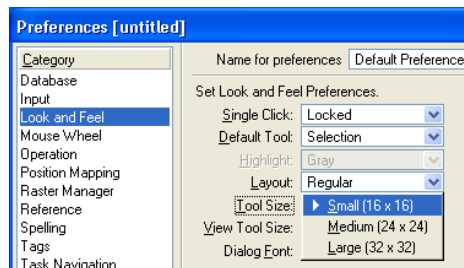 Preferences [untitled]
Category
Database
Input
Look and Feel
Mouse Wheel
Operation
Position Mapping
Raster Manager
Reference
Spelling
Tags
Task Navigation
Name for preferences Default Preference
Set Look and Feel Preferences.
Single Click: Locked
Default Tool: Selection
Highlight: Gray
Layout: Regular
Tool Size: Small (16 x 16)
View Tool Size: Medium (24 x 24)
Dialog Font: Large (32 x 32)